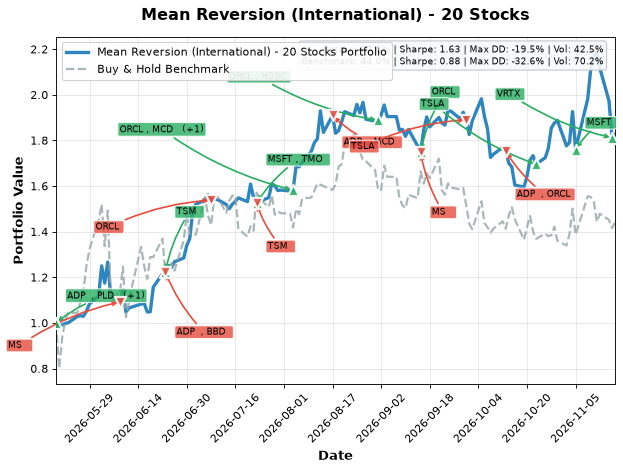 Mean Reversion (International) - 20 Stocks
Mean Reversion (International) - 20 Stocks Portfolio
Buy & Hold Benchmark
| Sharpe: 1.63 | Max DD: -19.5% | Vol: 42.5%
Benchmark: 44.0% | Sharpe: 0.88 | Max DD: -32.6% | Vol: 70.2%
ORCL
VRTX
TSLA
ORCL , MCD (+1)
MSFT
ADP , MCD
TSLA
MSFT , TMO
ADP , ORCL
TSM
MS
ORCL
TSM
ADP , PLD (+1)
ADP , BBD
MS
Portfolio Value
2.2
2.0
1.8
1.6
1.4
1.2
1.0
0.8
2026-05-29
2026-06-14
2026-06-30
2026-07-16
2026-08-01
2026-08-17
2026-09-02
2026-09-18
2026-10-04
2026-10-20
2026-11-05
Date